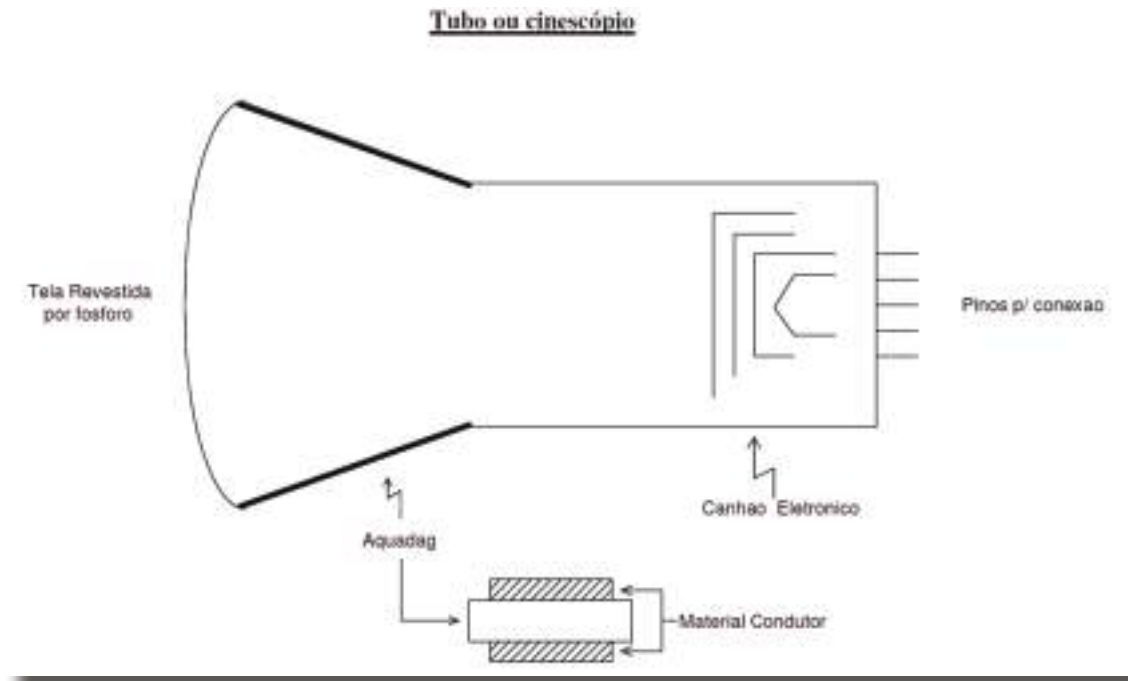 Tubo ou cinescópio
Tela Revestida
por fosforo
Pinos p/ conexao
Canhao Eletronico
Aquadag
Material Condutor